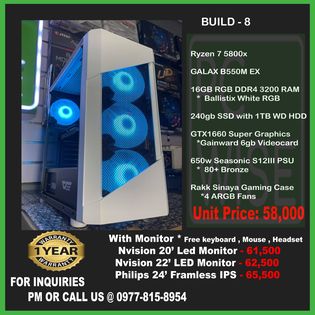 BUILD - 8
Ryzen 7 5800x
GALAX B550M EX
16GB RGB DDR4 3200 RAM
* Ballistix White RGB
240gb SSD with 1TB WD HDD
GTX1660 Super Graphics
*Gainward 6gb Videocard
650w Seasonic S12III PSU
* 80+ Bronze
Rakk Sinaya Gaming Case
*4 ARGB Fans
Unit Price: 58,000
WARRANTY
1 YEAR
WARRANTY
With Monitor * Free keyboard , Mouse , Headset
Nvision 20' Led Monitor - 61,500
Nvision 22' LED Monitor - 62,500
Philips 24' Framless IPS - 65,500
FOR INQUIRIES
PM OR CALL US @ 0977-815-8954